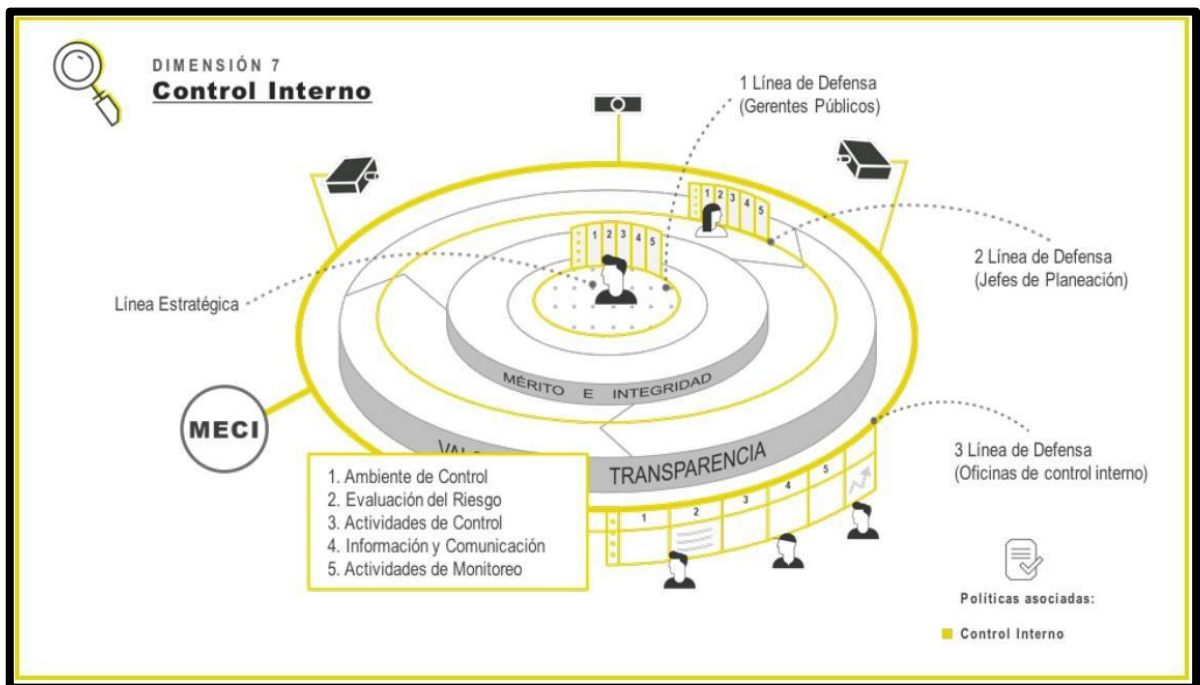 DIMENSIÓN 7
Control Interno
1 Línea de Defensa
(Gerentes Públicos)
1 2 3 4 5
1 2 3 4 5
2 Línea de Defensa
(Jefes de Planeación)
Línea Estratégica
MÉRITO E INTEGRIDAD
MECI
TRANSPARENCIA
3 Línea de Defensa
(Oficinas de control interno)
1. Ambiente de Control
2. Evaluación del Riesgo
3. Actividades de Control
4. Información y Comunicación
5. Actividades de Monitoreo
1 2 3 4 5
Políticas asociadas:
Control Interno